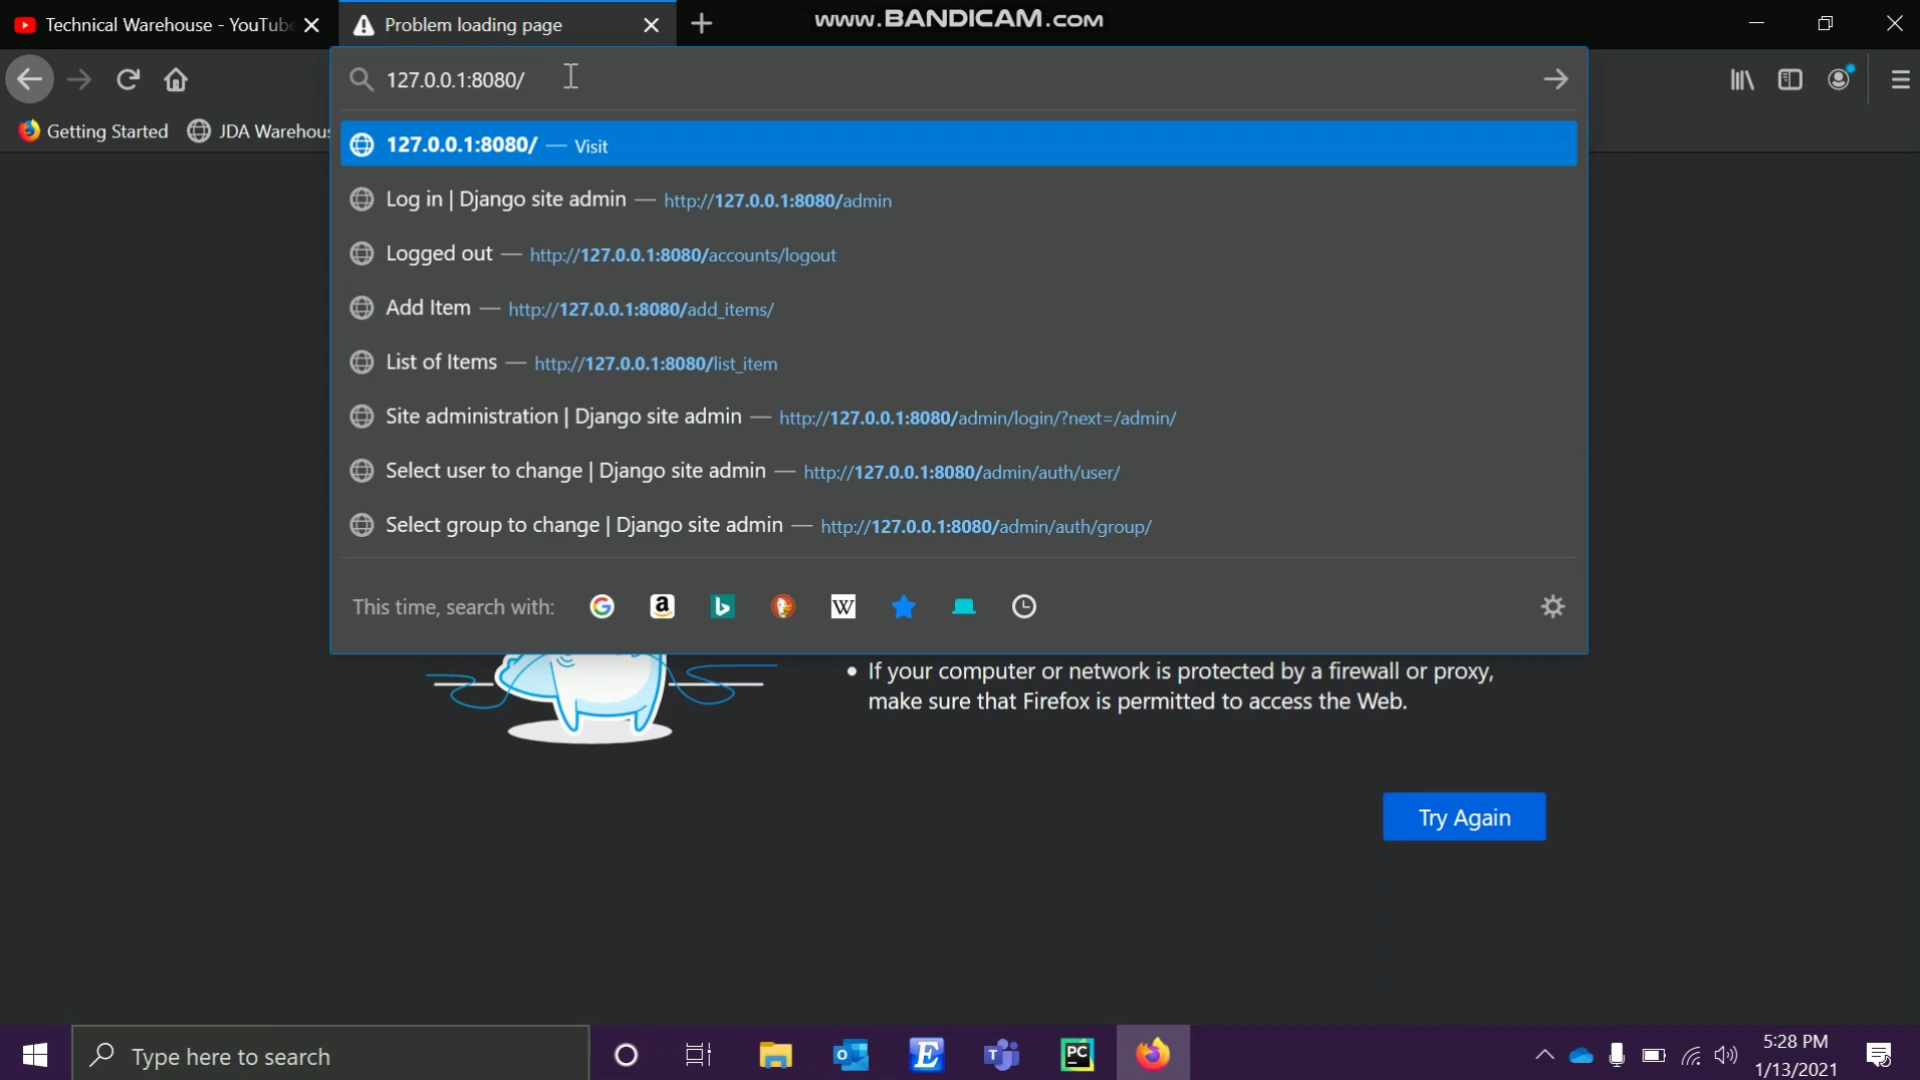 Technical Warehouse - YouTub
Problem loading page
www.BANDICAM.com
127.0.0.1:8080/
Getting Started
JDA Warehous
127.0.0.1:8080/ — Visit
Log in | Django site admin — http://127.0.0.1:8080/admin
Logged out — http://127.0.0.1:8080/accounts/logout
Add Item — http://127.0.0.1:8080/add_items/
List of Items — http://127.0.0.1:8080/list_item
Site administration | Django site admin — http://127.0.0.1:8080/admin/login/?next=/admin/
Select user to change | Django site admin — http://127.0.0.1:8080/admin/auth/user/
Select group to change | Django site admin — http://127.0.0.1:8080/admin/auth/group/
This time, search with:
• If your computer or network is protected by a firewall or proxy,
make sure that Firefox is permitted to access the Web.
Try Again
Type here to search
5:28 PM
1/13/2021